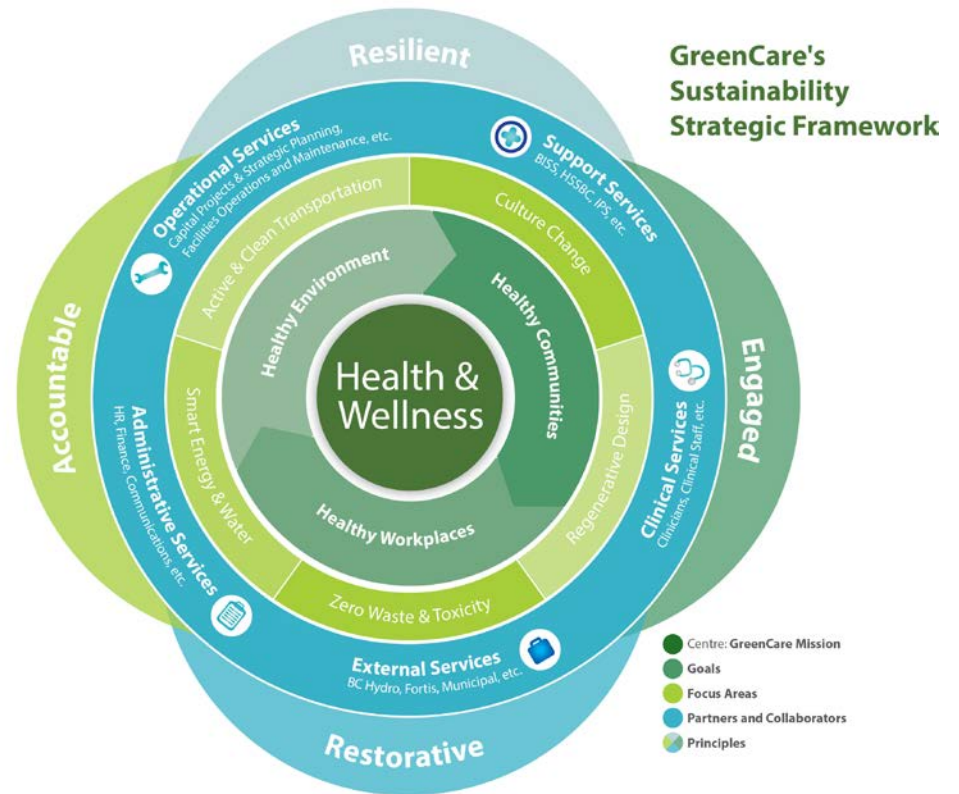 GreenCare's
Sustainability
Strategic Framework
Resilient
Engaged
Restorative
Accountable
Operational Services
Capital Projects & Strategic Planning,
Facilities Operations and Maintenance, etc.
Support Services
BISS, HSSBC, IPS, etc.
Clinical Services
Clinicians, Clinical Staff, etc.
External Services
BC Hydro, Fortis, Municipal, etc.
Administrative Services
HR, Finance, Communications, etc.
Active & Clean Transportation
Culture Change
Regenerative Design
Zero Waste & Toxicity
Smart Energy & Water
Healthy Environment
Healthy Communities
Healthy Workplaces
Health &
Wellness
Centre: GreenCare Mission
Goals
Focus Areas
Partners and Collaborators
Principles